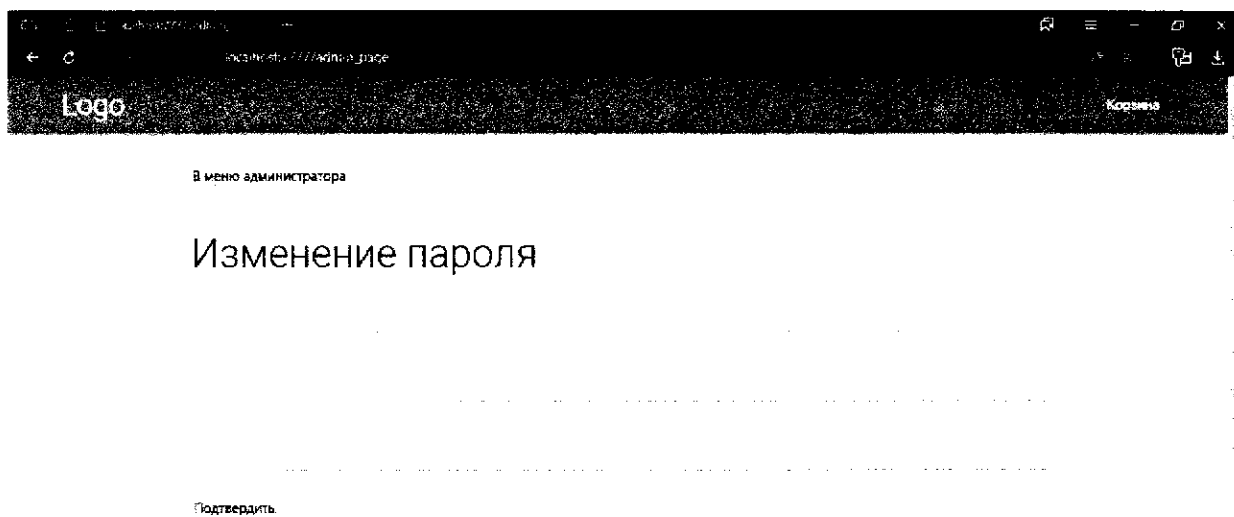 Logo
Корзина
В меню администратора
Изменение пароля
Подтвердить